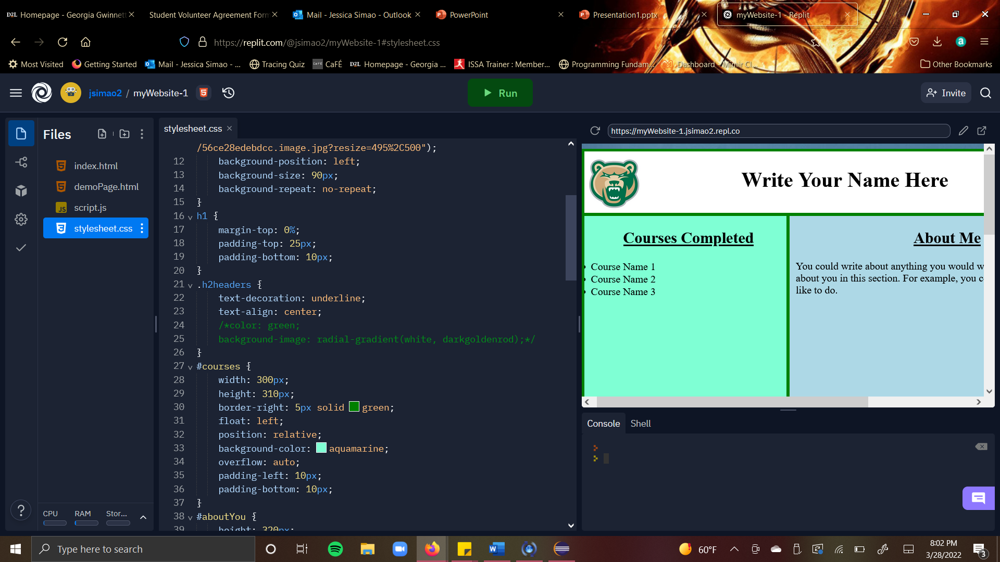 D2L Homepage - Georgia Gwinnett
Student Volunteer Agreement Form
Mail - Jessica Simao - Outlook
PowerPoint
Presentation1.pptx
myWebsite-1 - Replit
https://replit.com/@jsimao2/myWebsite-1#stylesheet.css
Most Visited
Getting Started
Mail - Jessica Simao - ...
Tracing Quiz
CaFÉ CaFÉ
D2L Homepage - Georgia ...
ISSA Trainer : Member...
Programming Fundam...
Dashboard - Mimir Cl...
Other Bookmarks
jsimao2 / myWebsite-1
Run
Invite
Files
index.html
demoPage.html
JS script.js
stylesheet.css
CPU RAM Stor...
stylesheet.css
/56ce28edebdcc.image.jpg?resize=495%2C500");
12 background-position: left;
13 background-size: 90px;
14 background-repeat: no-repeat;
15 }
16 h1 {
17 margin-top: 0%;
18 padding-top: 25px;
19 padding-bottom: 10px;
20 }
21 .h2headers {
22 text-decoration: underline;
23 text-align: center;
24 /*color: green;
25 background-image: radial-gradient(white, darkgoldenrod);*/
26 }
27 #courses {
28 width: 300px;
29 height: 310px;
30 border-right: 5px solid green;
31 float: left;
32 position: relative;
33 background-color: aquamarine;
34 overflow: auto;
35 padding-left: 10px;
36 padding-bottom: 10px;
37 }
38 #aboutYou {
39 height: 320px;
https://myWebsite-1.jsimao2.repl.co
Write Your Name Here
Courses Completed
Course Name 1
Course Name 2
Course Name 3
About Me
You could write about anything you would w
about you in this section. For example, you c
like to do.
Console Shell
Type here to search
60°F
8:02 PM
3/28/2022
3